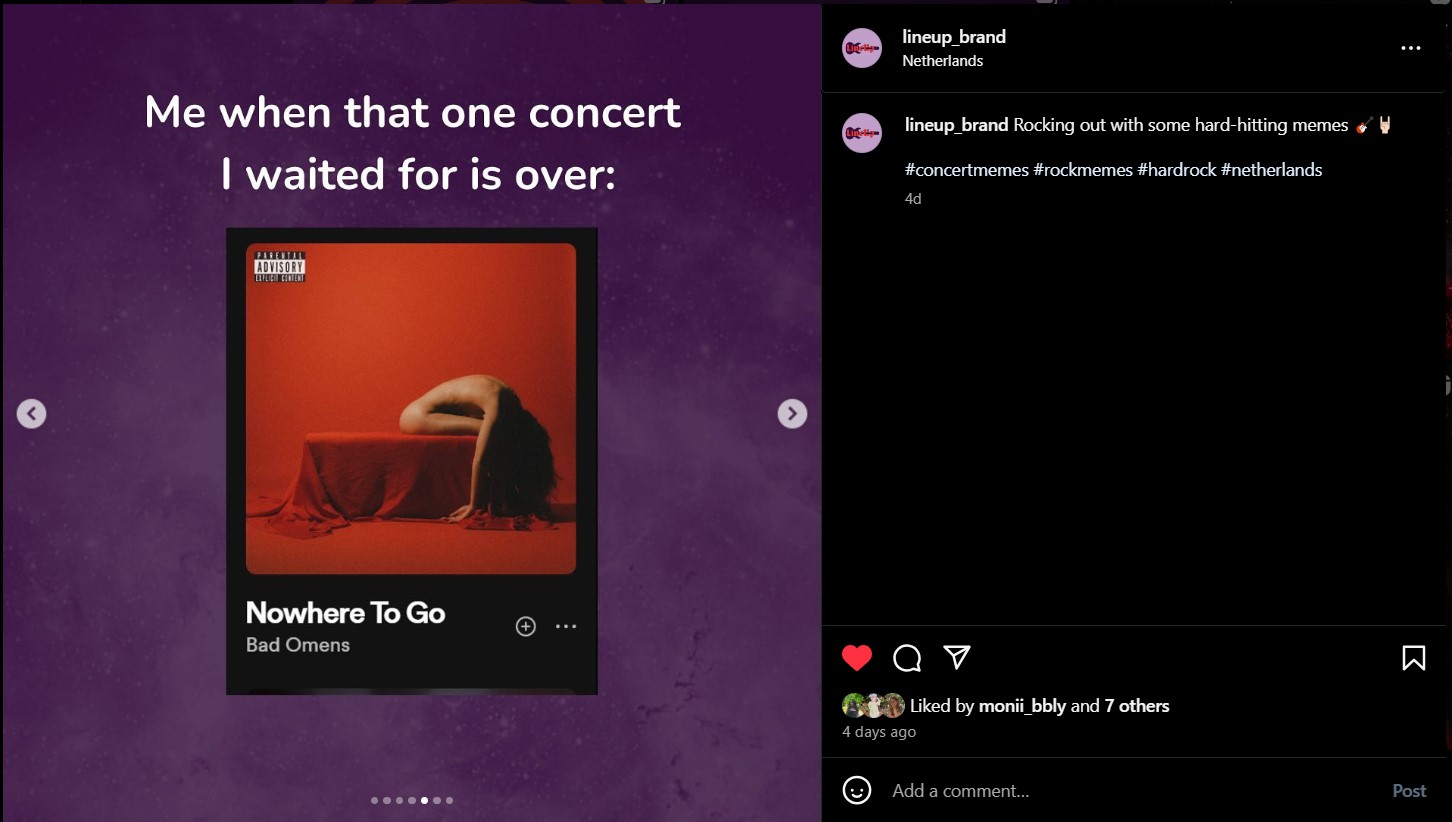 Me when that one concert
I waited for is over:
PARENTAL
ADVISORY
EXPLICIT CONTENT
Nowhere To Go
Bad Omens
lineup_brand
Netherlands
lineup_brand Rocking out with some hard-hitting memes 🎸🤘🏻
#concertmemes #rockmemes #hardrock #netherlands
4d
Liked by monii_bbly and 7 others
4 days ago
Add a comment...
Post